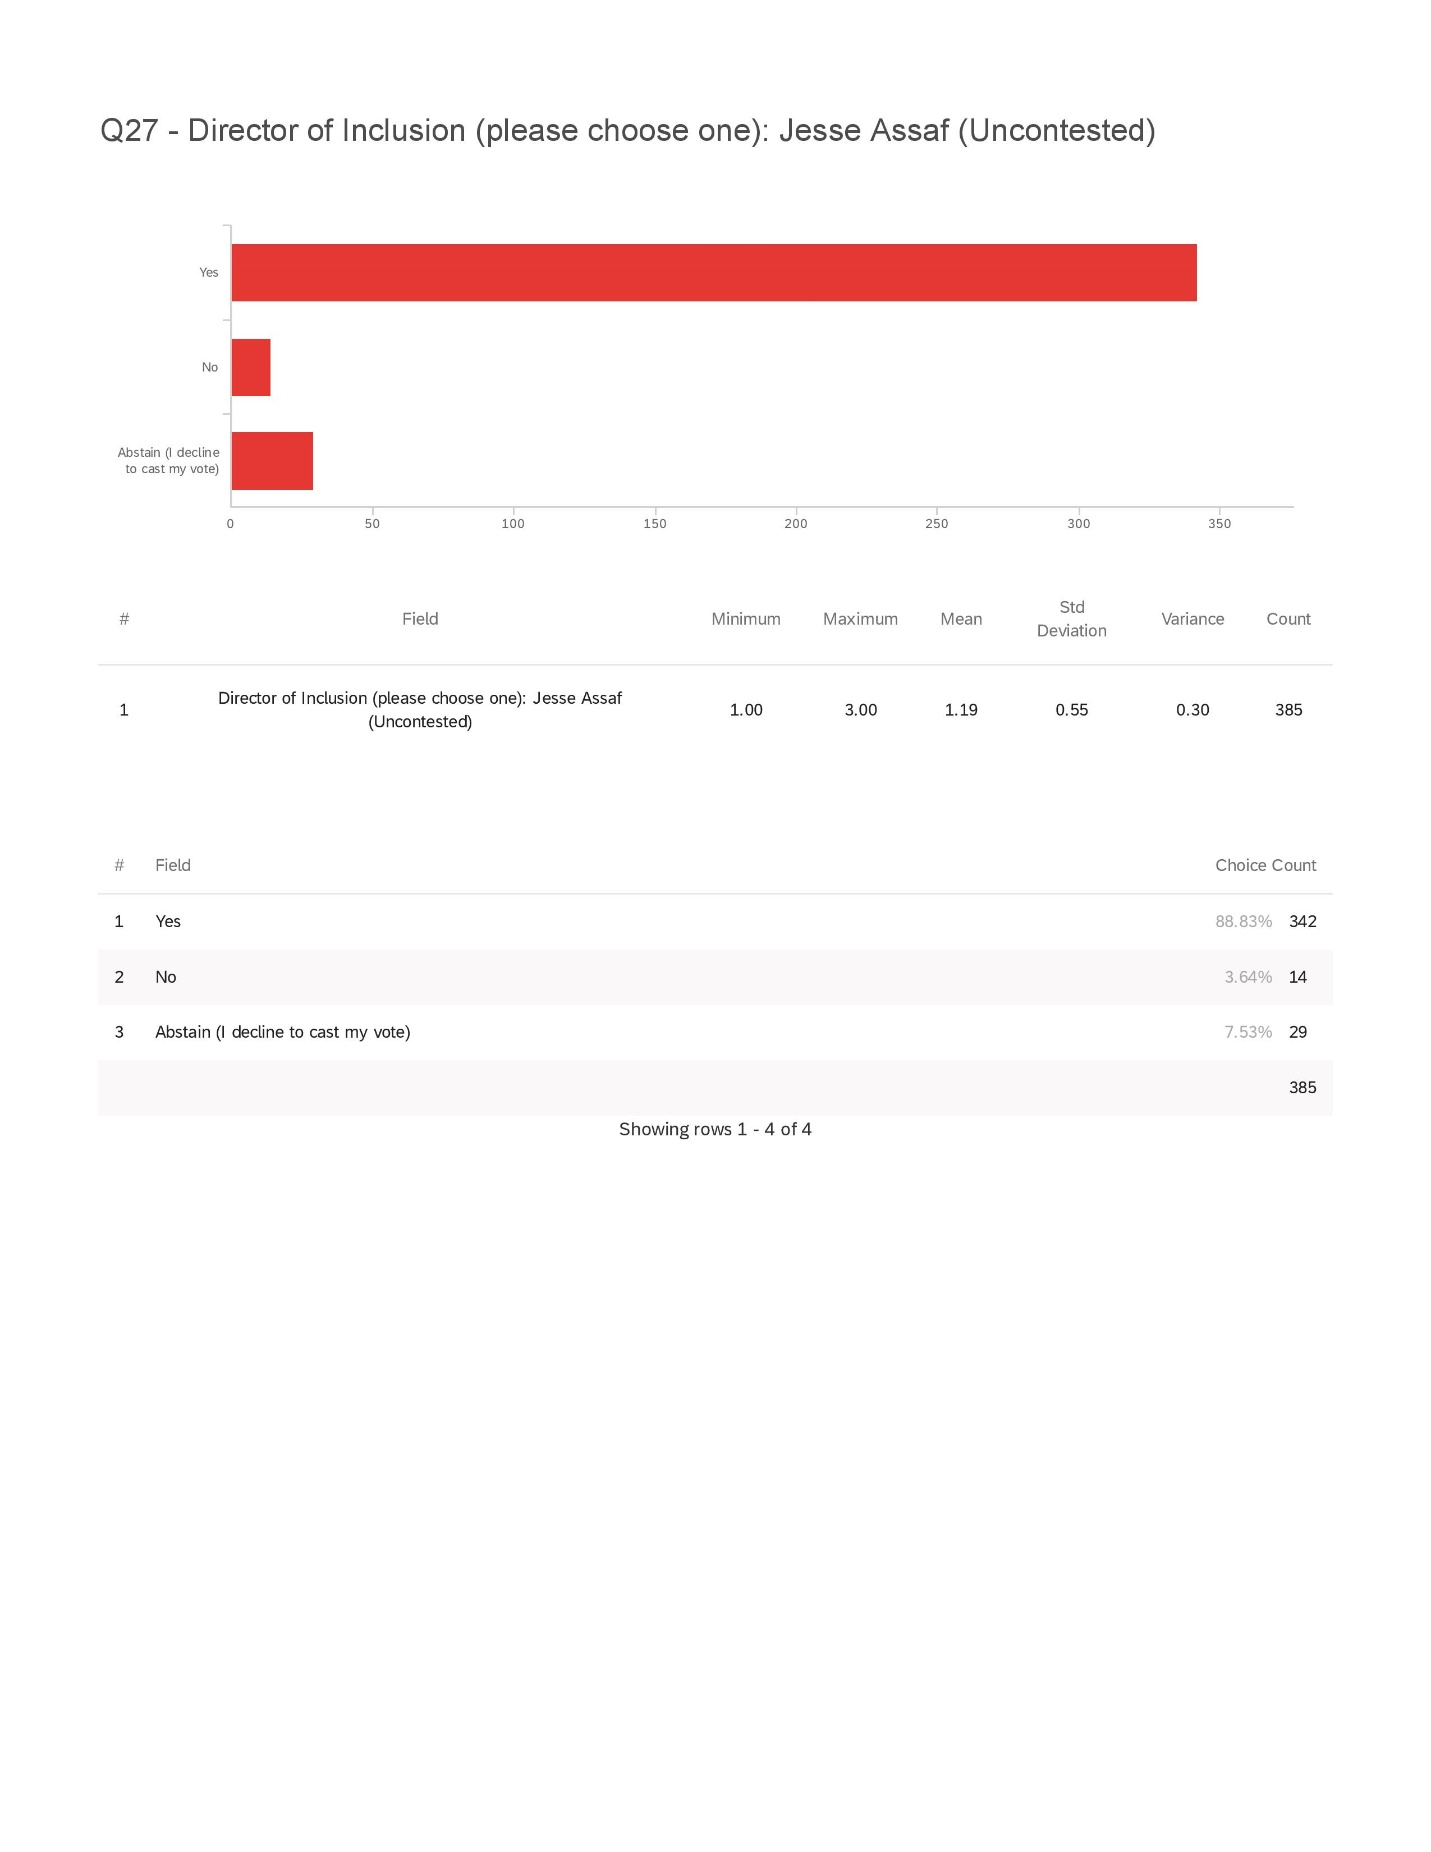 Q27 - Director of Inclusion (please choose one): Jesse Assaf (Uncontested)
Yes
No
Abstain (I decline
to cast my vote)
0 50 100 150 200 250 300 350
# Field Minimum Maximum Mean Std Deviation Variance Count
1 Director of Inclusion (please choose one): Jesse Assaf
(Uncontested) 1.00 3.00 1.19 0.55 0.30 385
# Field Choice Count
1 Yes 88.83% 342
2 No 3.64% 14
3 Abstain (I decline to cast my vote) 7.53% 29
385
Showing rows 1 - 4 of 4